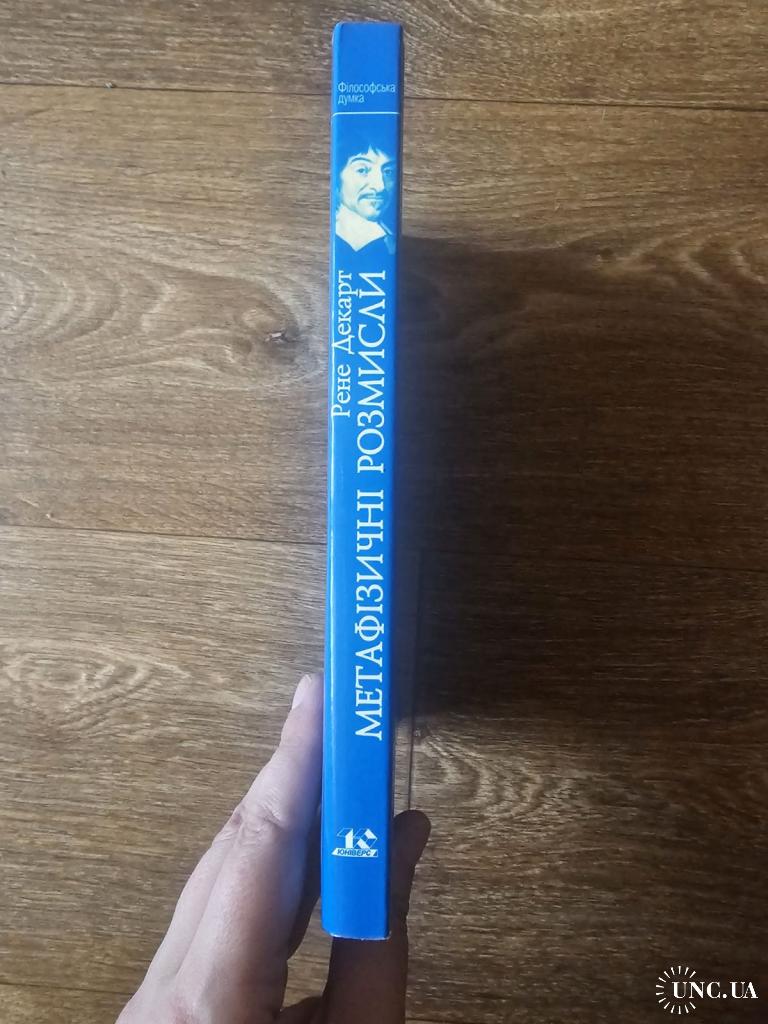 Філософська
думка
Рене Декарт
МЕТАФІЗИЧНІ РОЗМИСЛИ
ЮНІВЕРС
UNC.UA